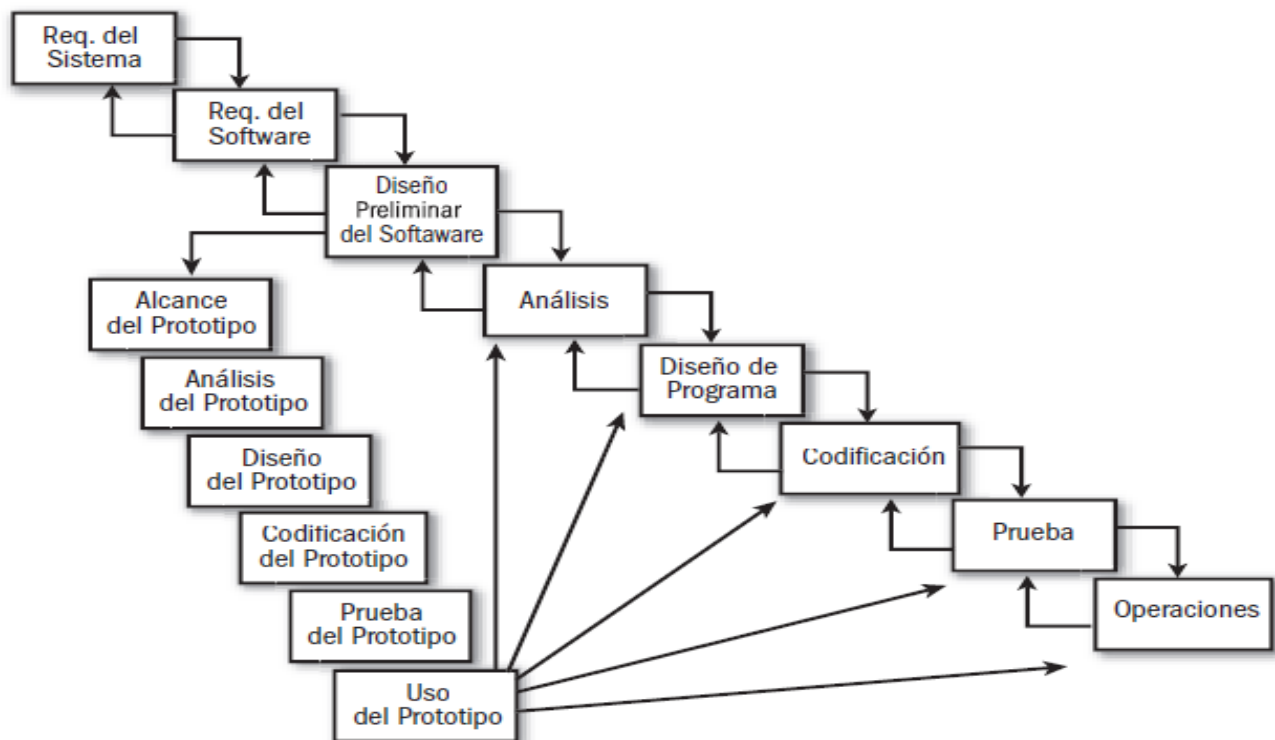 Req. del
Sistema
Req. del
Software
Diseño
Preliminar
del Softaware
Alcance
del Prototipo
Análisis
Análisis
del Prototipo
Diseño de
Programa
Diseño
del Prototipo
Codificación
Codificación
del Prototipo
Prueba
Prueba
del Prototipo
Operaciones
Uso
del Prototipo